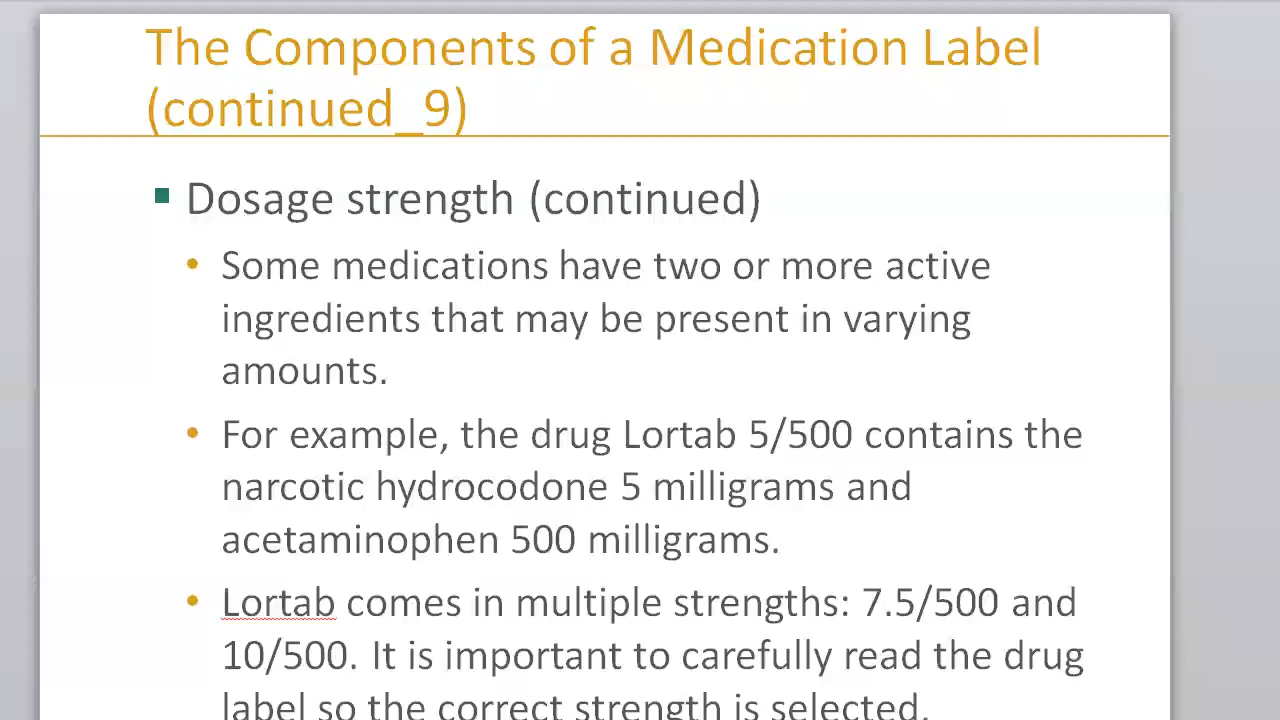 The Components of a Medication Label
(continued_9)
Dosage strength (continued)
Some medications have two or more active
ingredients that may be present in varying
amounts.
For example, the drug Lortab 5/500 contains the
narcotic hydrocodone 5 milligrams and
acetaminophen 500 milligrams.
Lortab comes in multiple strengths: 7.5/500 and
10/500. It is important to carefully read the drug
label so the correct strength is selected.